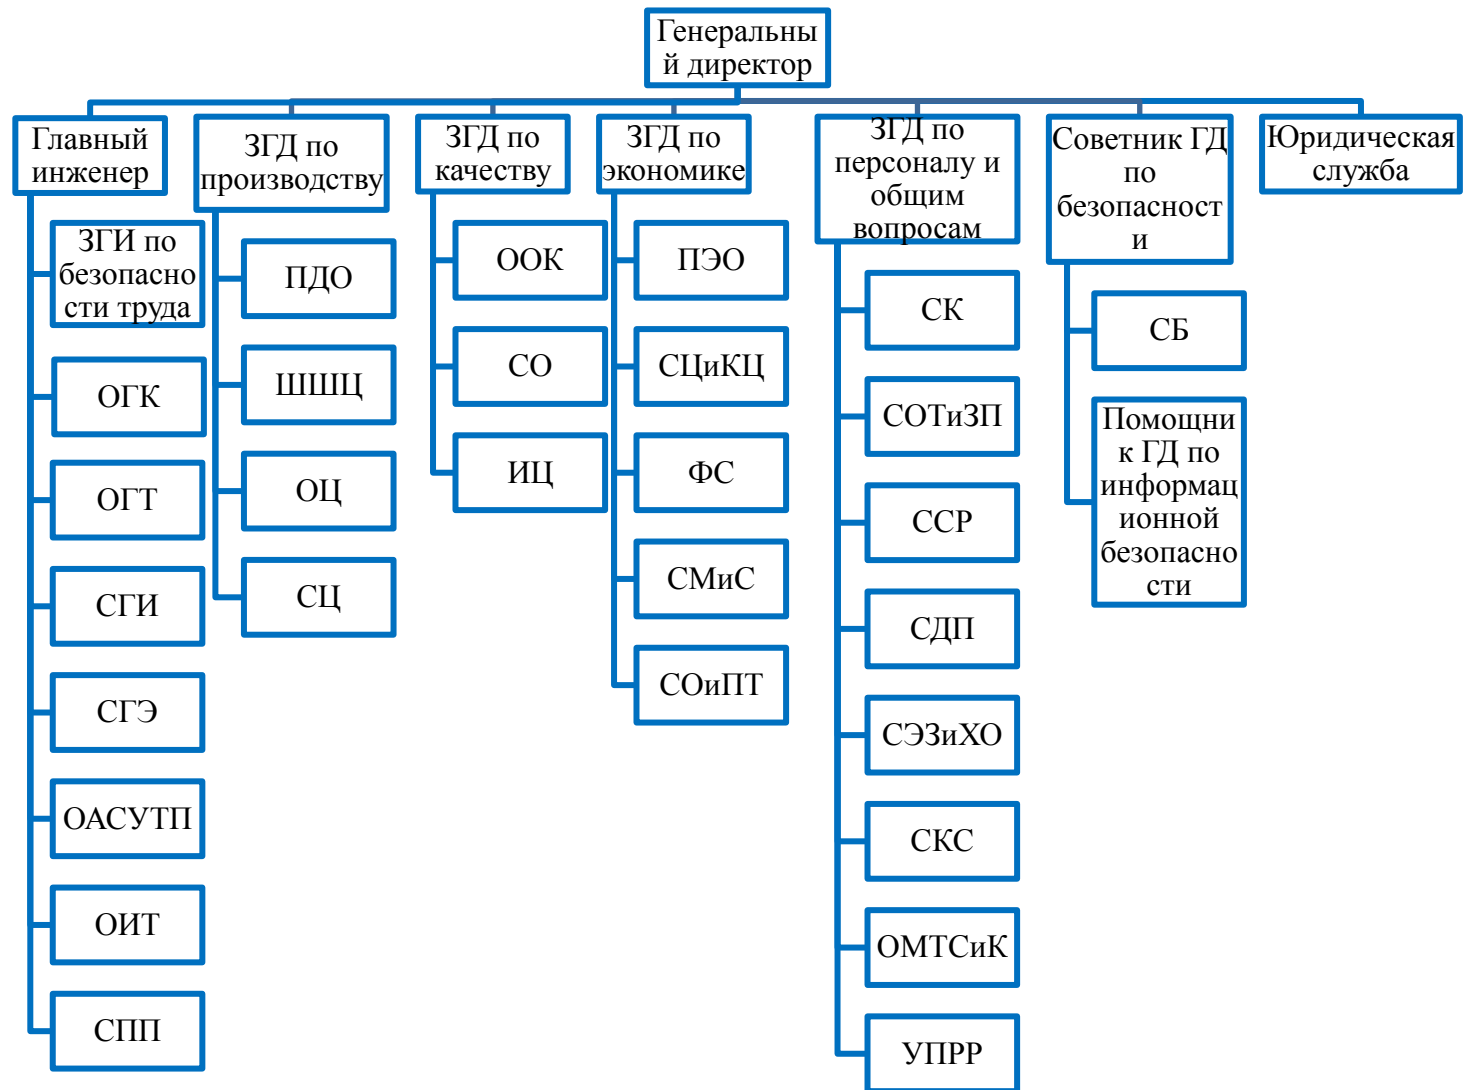 Генеральны
й директор
Главный
инженер
ЗГИ по
безопасно
сти труда
ОГК
ОГТ
СГИ
СГЭ
ОАСУТП
ОИТ
СПП
ЗГД по
производству
ПДО
ШШЦ
ОЦ
СЦ
ЗГД по
качеству
ООК
СО
ИЦ
ЗГД по
экономике
ПЭО
СЦиКЦ
ФС
СМиС
СОиПТ
ЗГД по
персоналу и
общим
вопросам
СК
СОТиЗП
ССР
СДП
СЭЗиХО
СКС
ОМТСиК
УПРР
Советник ГД
по
безопасност
и
СБ
Помощни
к ГД по
информац
ионной
безопасно
сти
Юридическая
служба